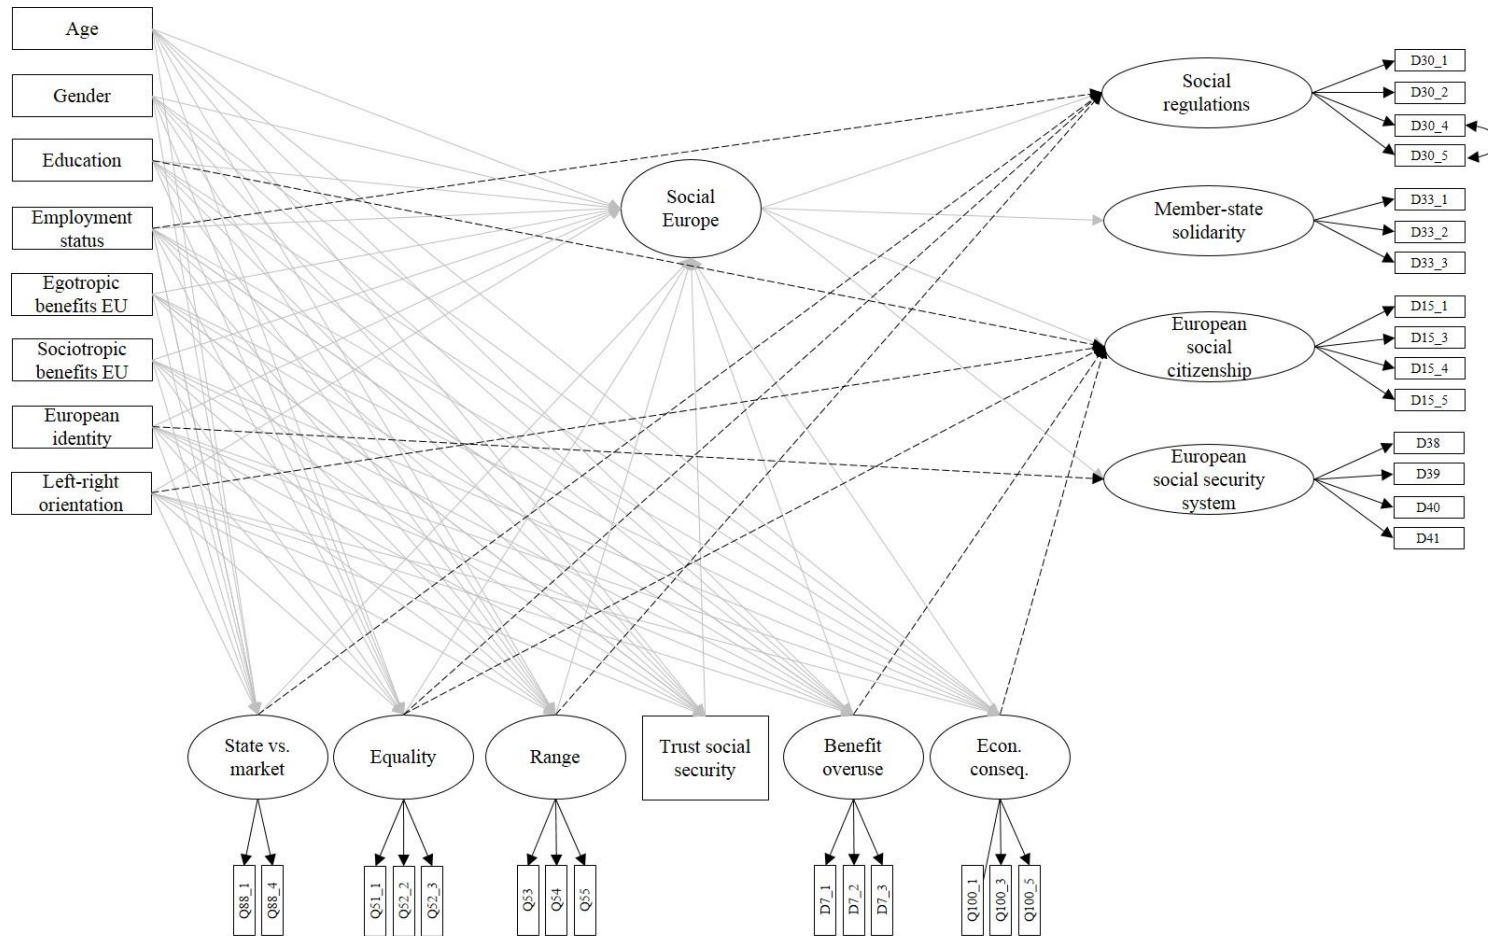 Age
Gender
Education
Employment
status
Egotropic
benefits EU
Sociotropic
benefits EU
European
identity
Left-right
orientation
Social
Europe
Social
regulations
Member-state
solidarity
European
social
citizenship
European
social security
system
D30_1
D30_2
D30_4
D30_5
D33_1
D33_2
D33_3
D15_1
D15_3
D15_4
D15_5
D38
D39
D40
D41
State vs.
market
Equality
Range
Trust social
security
Benefit
overuse
Econ.
conseq.
Q88_1
Q88_4
Q51_1
Q52_2
Q52_3
Q53
Q54
Q55
D7_1
D7_2
D7_3
Q100_1
Q100_3
Q100_5